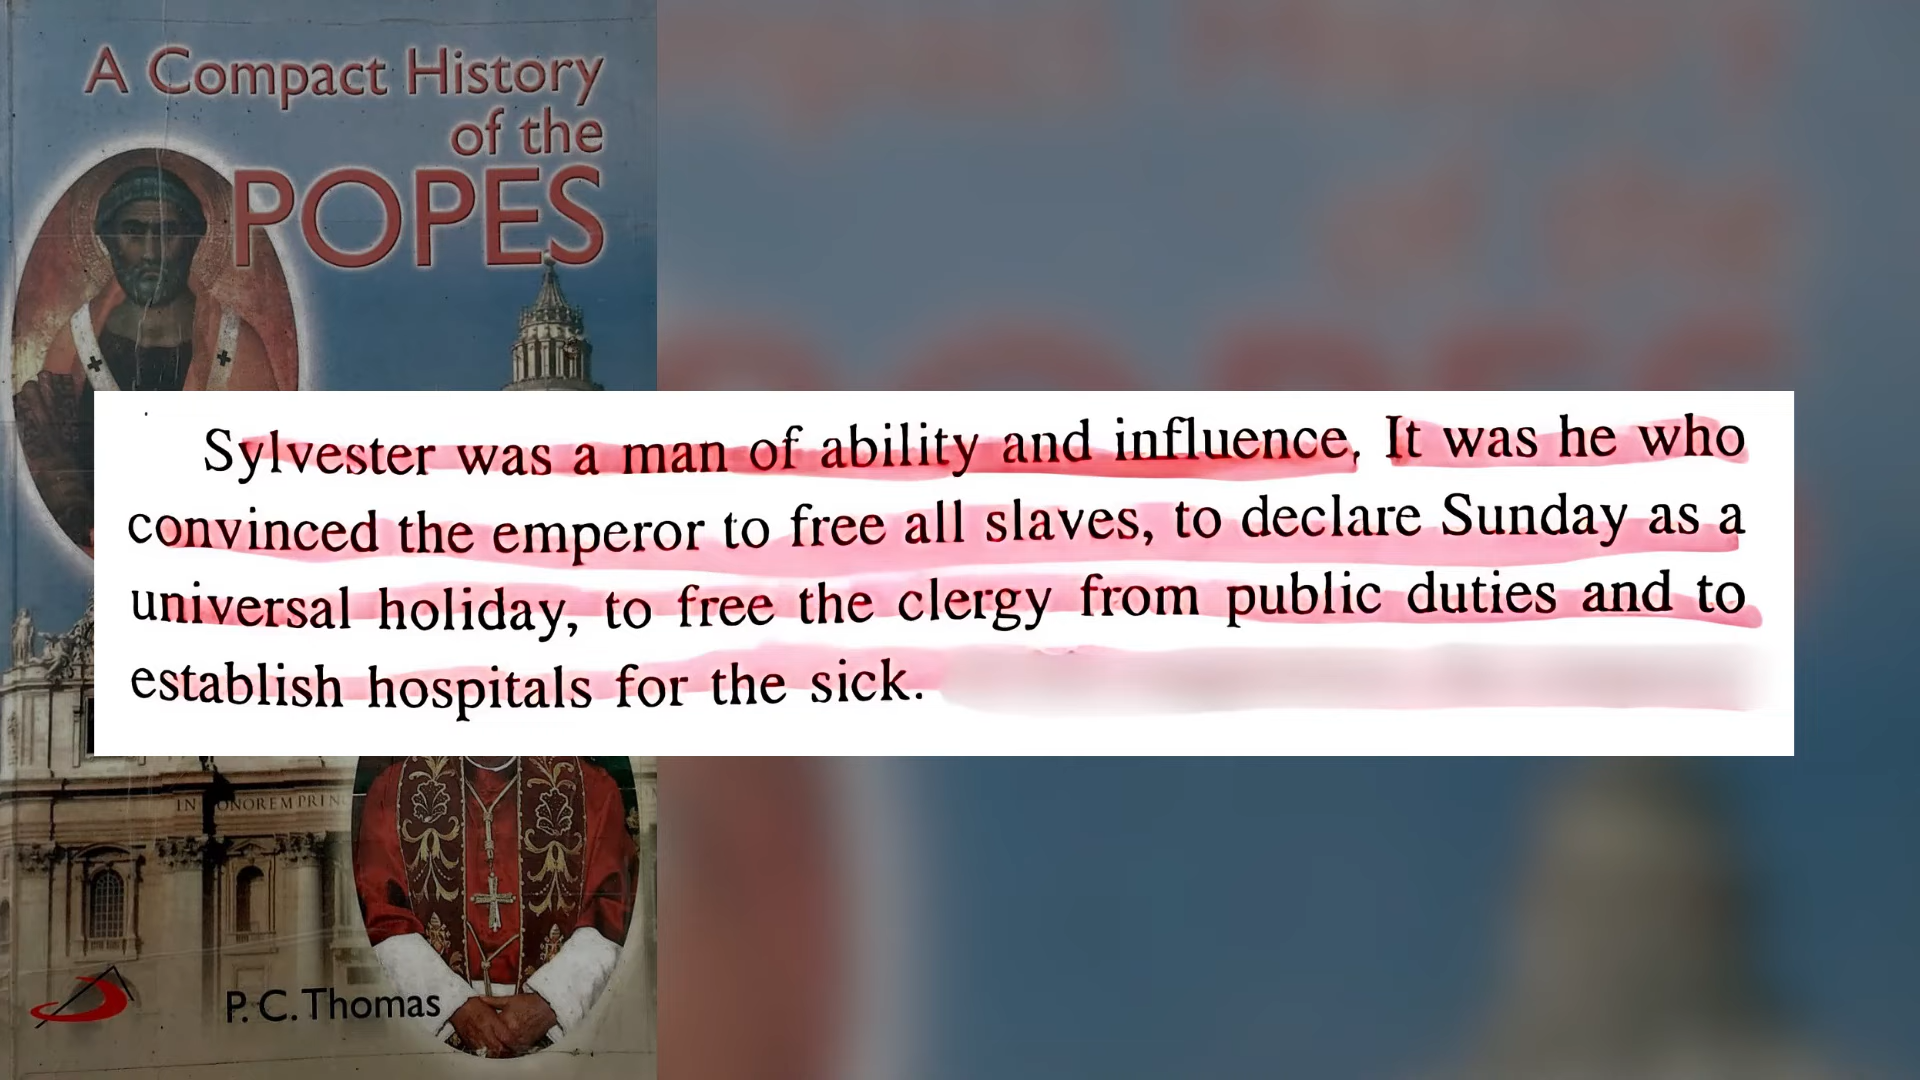 A Compact History
of the
POPES
Sylvester was a man of ability and influence. It was he who
convinced the emperor to free all slaves, to declare Sunday as a
universal holiday, to free the clergy from public duties and to
establish hospitals for the sick.
P. C. Thomas